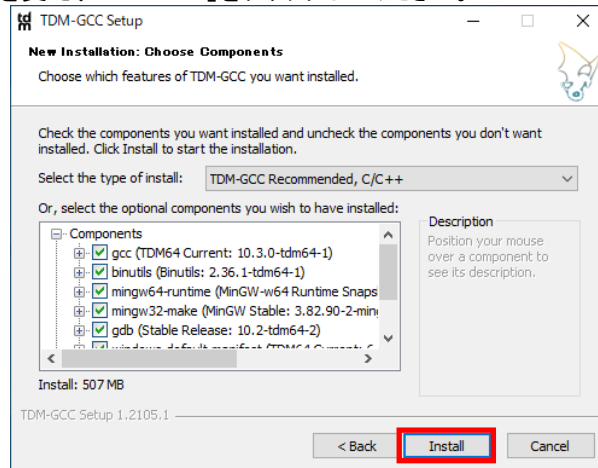 TDM-GCC Setup
New Installation: Choose Components
Choose which features of TDM-GCC you want installed.
Check the components you want installed and uncheck the components you don't want
installed. Click Install to start the installation.
Select the type of install: TDM-GCC Recommended, C/C++
Or, select the optional components you wish to have installed:
Components
gcc (TDM64 Current: 10.3.0-tdm64-1)
binutils (Binutils: 2.36.1-tdm64-1)
mingw64-runtime (MinGW-w64 Runtime Snaps
mingw32-make (MinGW Stable: 3.82.90-2-min
gdb (Stable Release: 10.2-tdm64-2)
Description
Position your mouse
over a component to
see its description.
Install: 507 MB
TDM-GCC Setup 1.2105.1
< Back Install Cancel